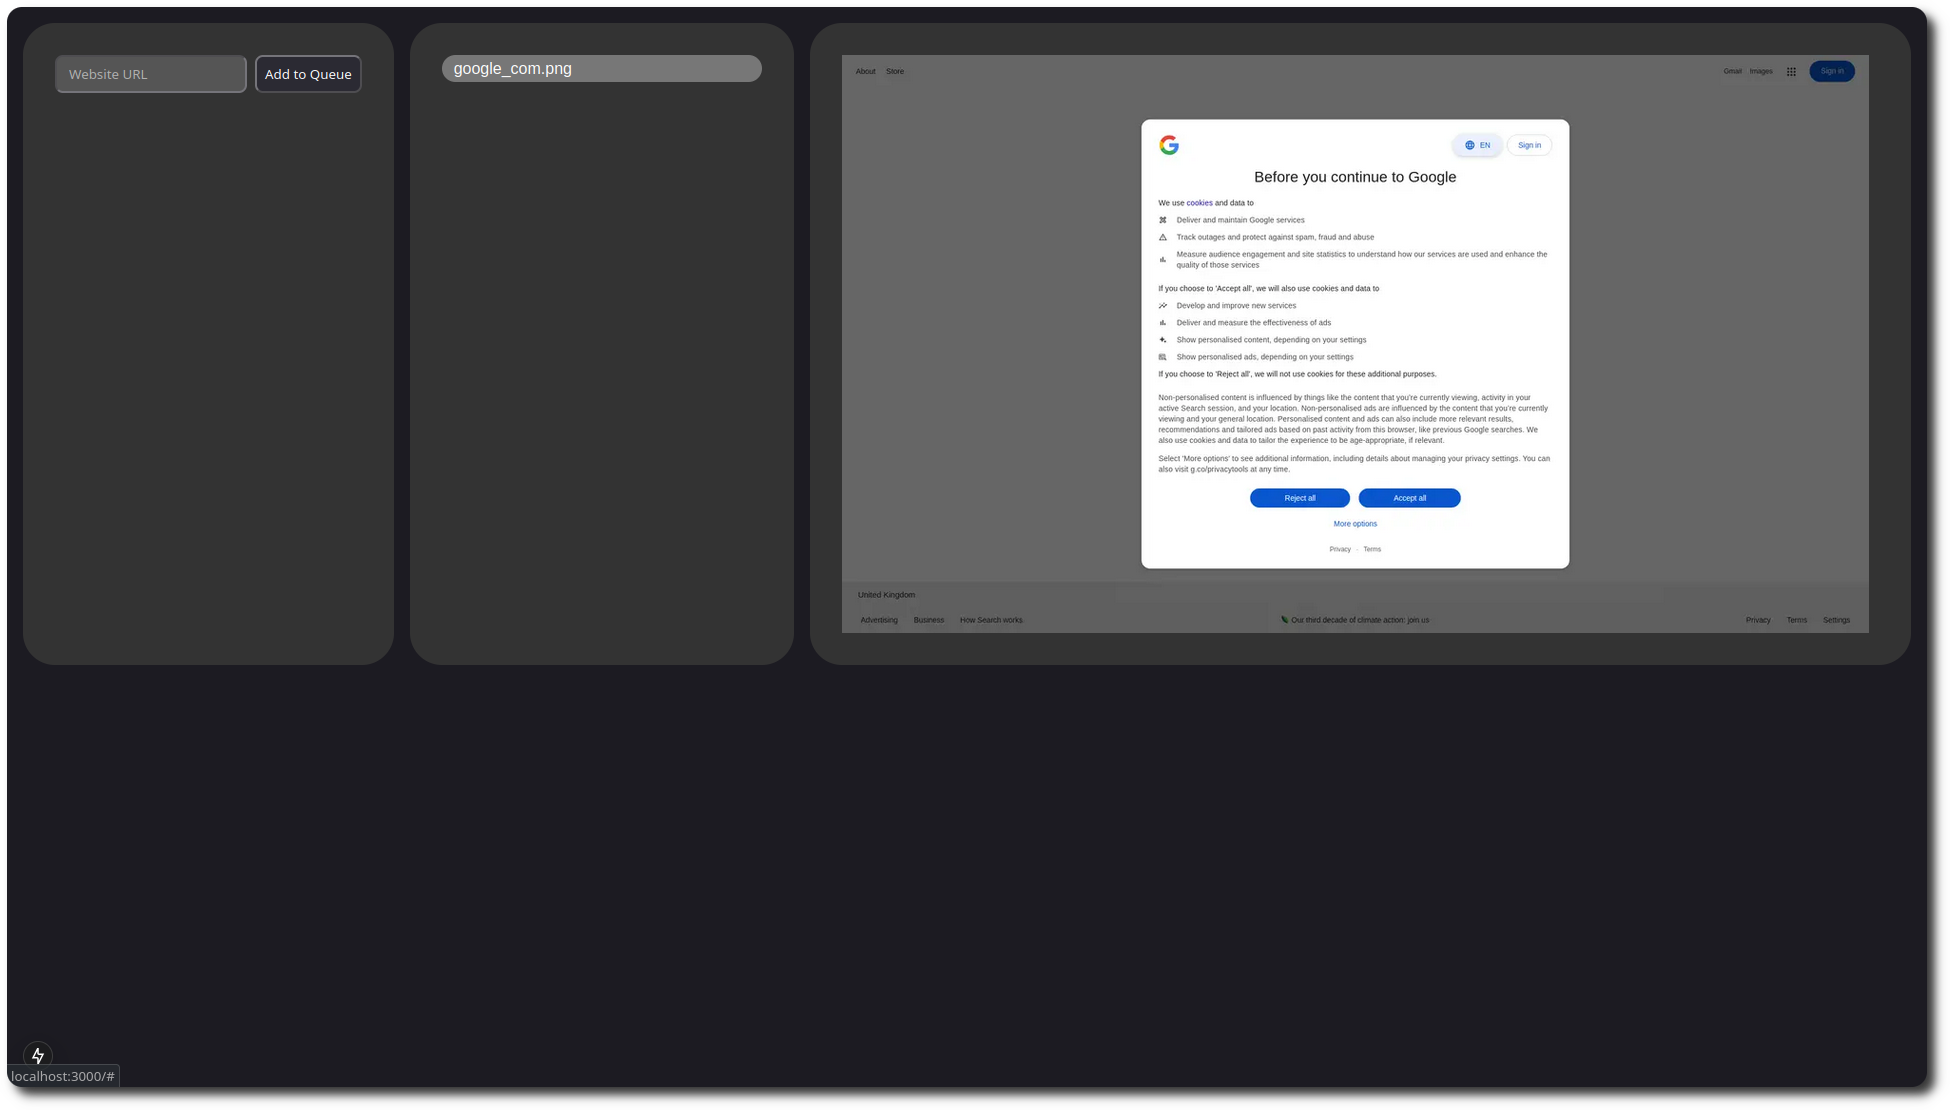 Website URL
Add to Queue
google_com.png
About Store
Gmail Images
Sign in
EN
Sign in
Before you continue to Google
We use cookies and data to
Deliver and maintain Google services
Track outages and protect against spam, fraud and abuse
Measure audience engagement and site statistics to understand how our services are used and enhance the
quality of those services
If you choose to 'Accept all', we will also use cookies and data to
Develop and improve new services
Deliver and measure the effectiveness of ads
Show personalised content, depending on your settings
Show personalised ads, depending on your settings
If you choose to 'Reject all', we will not use cookies for these additional purposes.
Non-personalised content is influenced by things like the content that you're currently viewing, activity in your
active Search session, and your location. Non-personalised ads are influenced by the content that you're currently
viewing and your general location. Personalised content and ads can also include more relevant results,
recommendations and tailored ads based on past activity from this browser, like previous Google searches. We
also use cookies and data to tailor the experience to be age-appropriate, if relevant.
Select 'More options' to see additional information, including details about managing your privacy settings. You can
also visit g.co/privacytools at any time.
Reject all
Accept all
More options
Privacy · Terms
United Kingdom
Advertising Business How Search works
Our third decade of climate action: join us
Privacy Terms Settings
localhost:3000/#